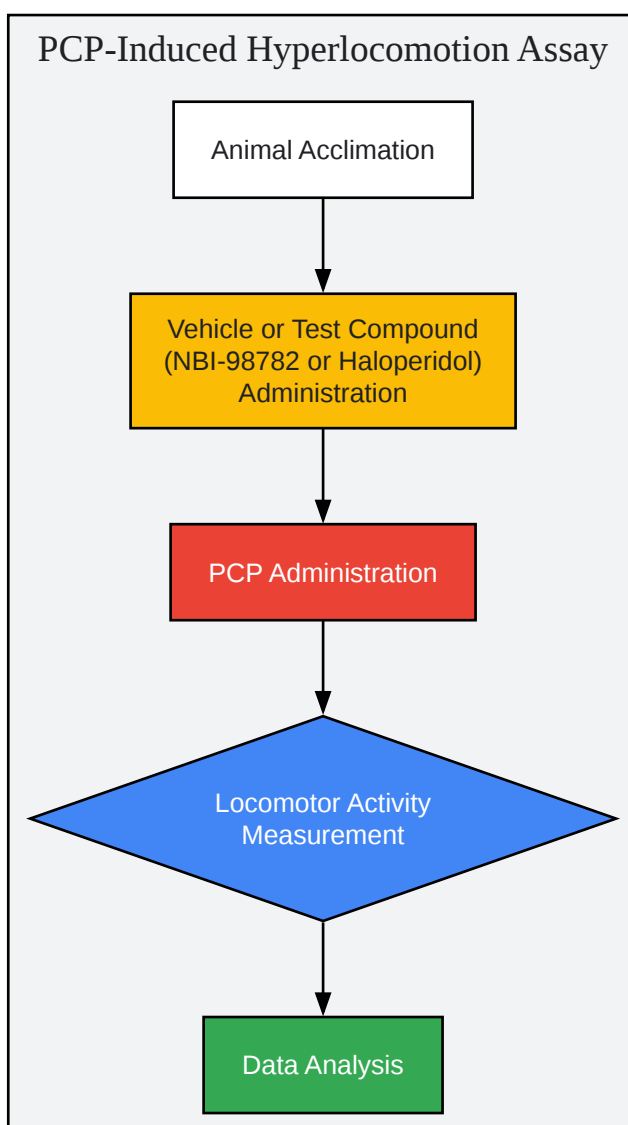 PCP-Induced Hyperlocomotion Assay
Animal Acclimation
Vehicle or Test Compound
(NBI-98782 or Haloperidol)
Administration
PCP Administration
Locomotor Activity
Measurement
Data Analysis